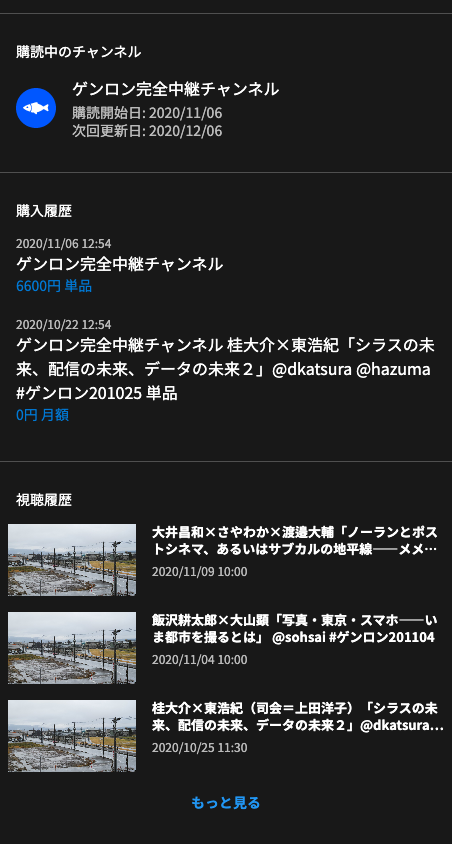 購読中のチャンネル
ゲンロン完全中継チャンネル
購読開始日: 2020/11/06
次回更新日: 2020/12/06
購入履歴
2020/11/06 12:54
ゲンロン完全中継チャンネル
6600円 単品
2020/10/22 12:54
ゲンロン完全中継チャンネル 桂大介×東浩紀「シラスの未
来、配信の未来、データの未来２」@dkatsura @hazuma
#ゲンロン201025 単品
0円 月額
視聴履歴
大井昌和×さやわか×渡邉大輔「ノーランとポス
トシネマ、あるいはサブカルの地平線――メメ…
2020/11/09 10:00
飯沢耕太郎×大山顕「写真・東京・スマホ――い
ま都市を撮るとは」 @sohsai #ゲンロン201104
2020/11/04 10:00
桂大介×東浩紀（司会＝上田洋子）「シラスの未
来、配信の未来、データの未来２」@dkatsura…
2020/10/25 11:30
もっと見る